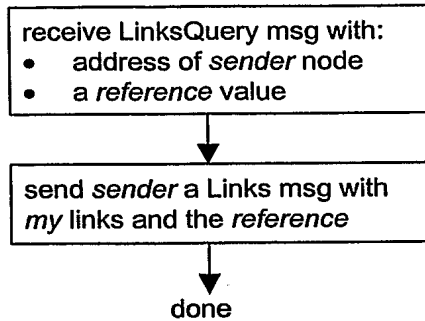 receive LinksQuery msg with:
• address of sender node
• a reference value
send sender a Links msg with
my links and the reference
done